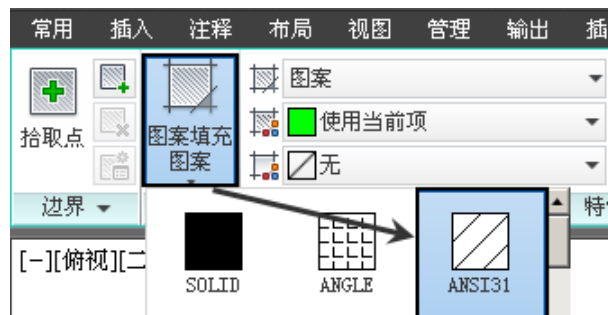 常用 插入 注释 布局 视图 管理 输出 插
拾取点
图案填充
图案
图案
使用当前项
无
边界
特
[-][俯视][二
SOLID ANGLE ANSI31